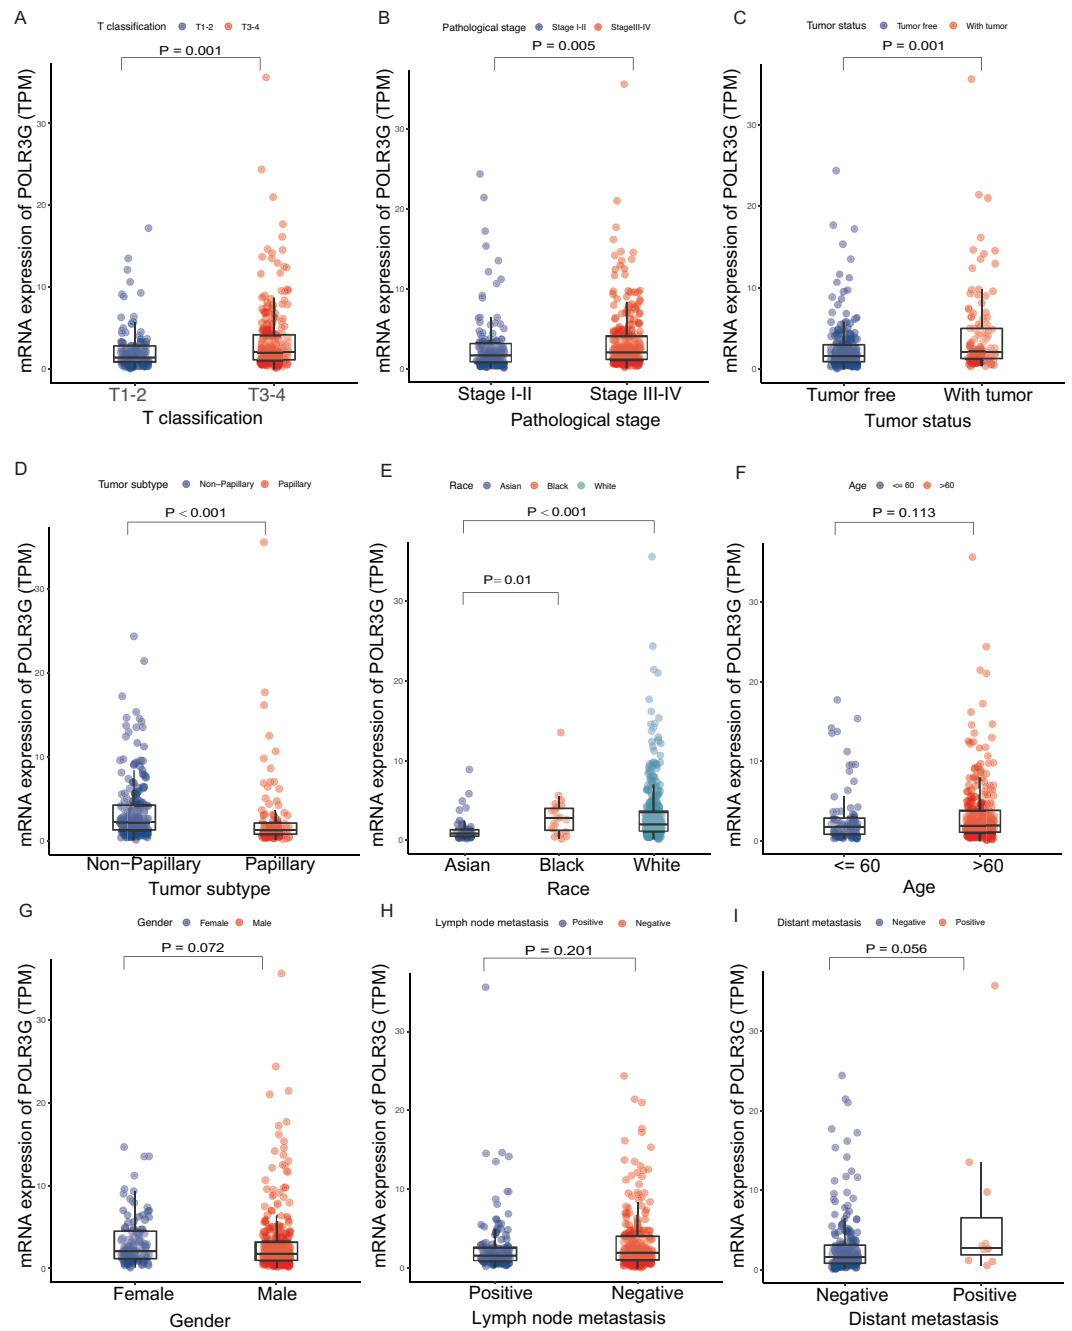 A
T classification T1-2 T3-4
P = 0.001
mRNA expression of POLR3G (TPM)
30
20
10
0
T1-2 T3-4
T classification
B
Pathological stage Stage I-II StageIII-IV
P = 0.005
mRNA expression of POLR3G (TPM)
30
20
10
0
Stage I-II Stage III-IV
Pathological stage
C
Tumor status Tumor free With tumor
P = 0.001
mRNA expression of POLR3G (TPM)
30
20
10
0
Tumor free With tumor
Tumor status
D
Tumor subtype Non-Papillary Papillary
P < 0.001
mRNA expression of POLR3G (TPM)
30
20
10
0
Non-Papillary Papillary
Tumor subtype
E
Race Asian Black White
P < 0.001
P= 0.01
mRNA expression of POLR3G (TPM)
30
20
10
0
Asian Black White
Race
F
Age <= 60 >60
P = 0.113
mRNA expression of POLR3G (TPM)
30
20
10
0
<= 60 >60
Age
G
Gender Female Male
P = 0.072
mRNA expression of POLR3G (TPM)
30
20
10
0
Female Male
Gender
H
Lymph node metastasis Positive Negative
P = 0.201
mRNA expression of POLR3G (TPM)
30
20
10
0
Positive Negative
Lymph node metastasis
I
Distant metastasis Negative Positive
P = 0.056
mRNA expression of POLR3G (TPM)
30
20
10
0
Negative Positive
Distant metastasis